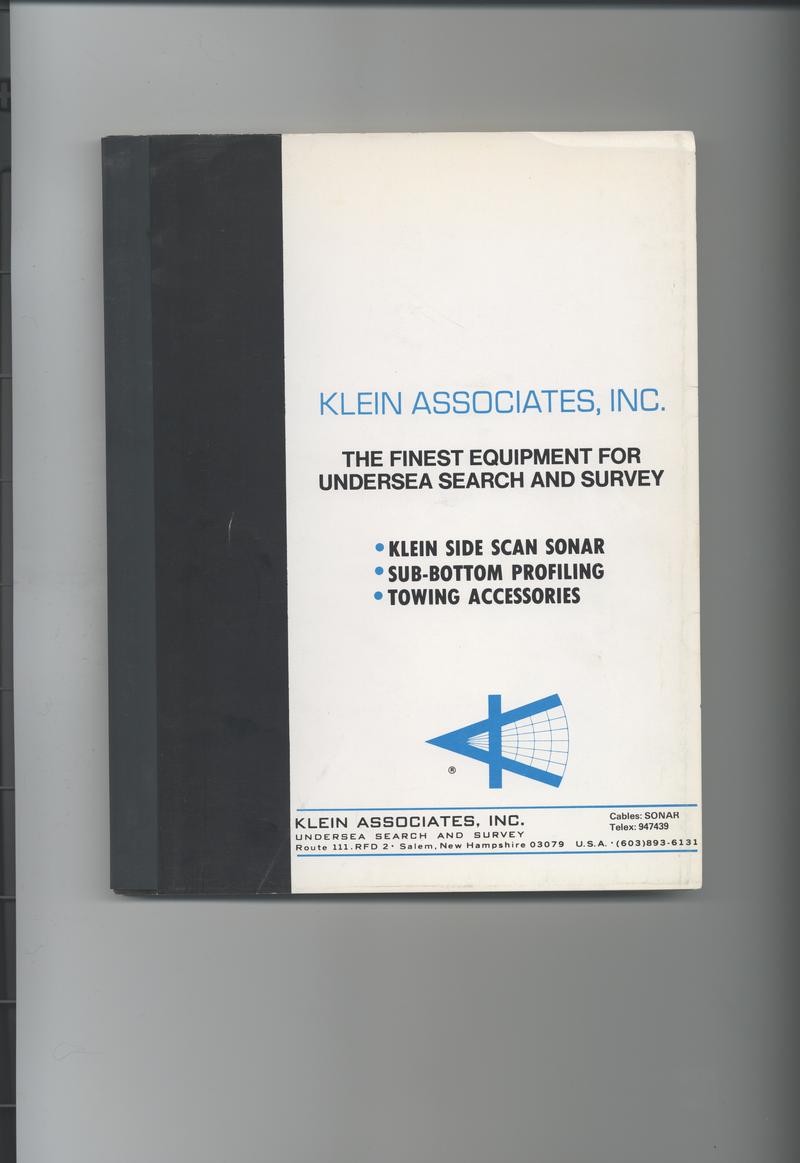 KLEIN ASSOCIATES, INC.
THE FINEST EQUIPMENT FOR
UNDERSEA SEARCH AND SURVEY
• KLEIN SIDE SCAN SONAR
• SUB-BOTTOM PROFILING
• TOWING ACCESSORIES
®
KLEIN ASSOCIATES, INC.
UNDERSEA SEARCH AND SURVEY
Cables: SONAR
Telex: 947439
Route 111. RFD 2 · Salem, New Hampshire 03079 U.S.A. · (603)893-6131